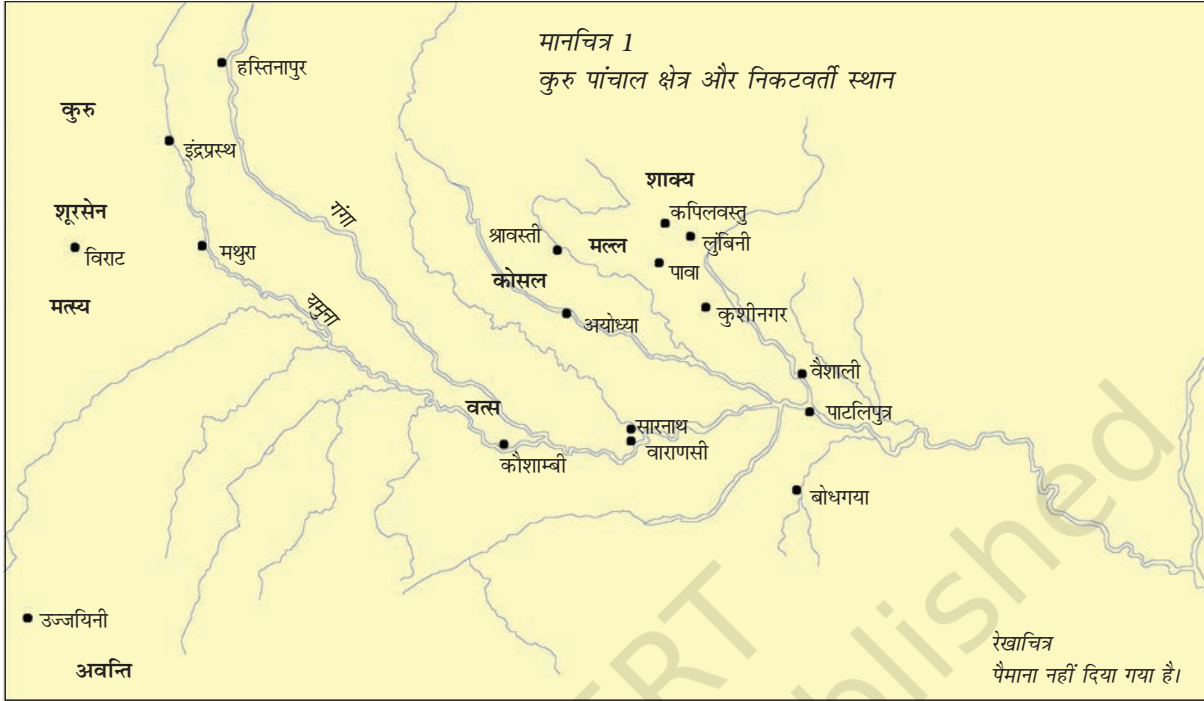 मानचित्र 1
कुरु पांचाल क्षेत्र और निकटवर्ती स्थान
हस्तिनापुर
कुरु
इंद्रप्रस्थ
शाक्य
कपिलवस्तु
शूरसेन
गंगा
श्रावस्ती
मल्ल
लुंबिनी
विराट
मथुरा
पावा
कोसल
मत्स्य
यमुना
अयोध्या
कुशीनगर
वैशाली
वत्स
पाटलिपुत्र
सारनाथ
वाराणसी
कौशाम्बी
बोधगया
उज्जयिनी
अवन्ति
रेखाचित्र
पैमाना नहीं दिया गया है।